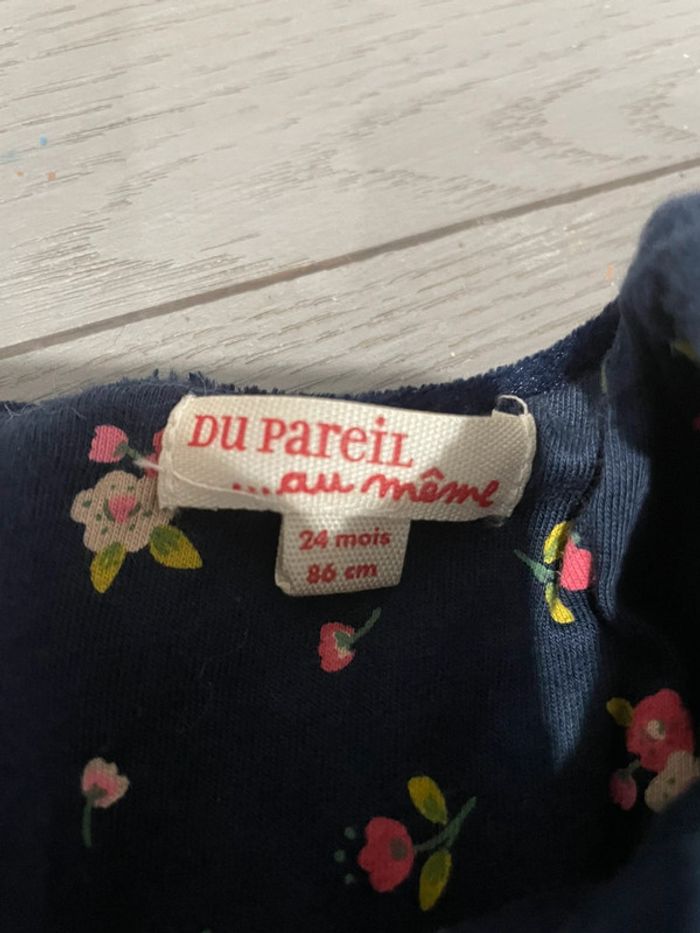 DU PAREIL
...au même
24 mois
86 cm